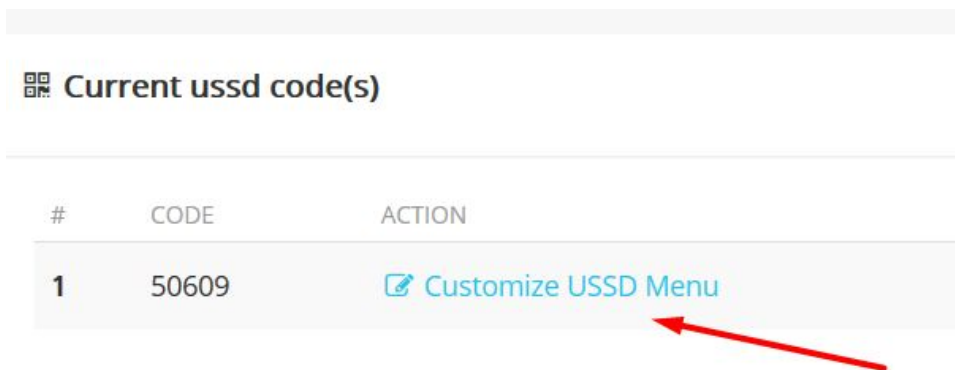 Current ussd code(s)
# CODE ACTION
1 50609 Customize USSD Menu